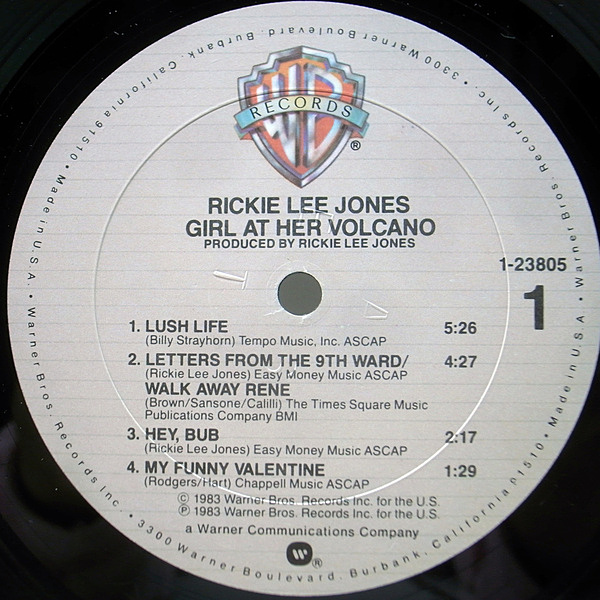 RECORDS
®
RICKIE LEE JONES
GIRL AT HER VOLCANO
PRODUCED BY RICKIE LEE JONES
1-23805
1
1. LUSH LIFE 5:26
(Billy Strayhorn) Tempo Music, Inc. ASCAP
2. LETTERS FROM THE 9TH WARD/ 4:27
(Rickie Lee Jones) Easy Money Music ASCAP
WALK AWAY RENE
(Brown/Sansone/Calilli) The Times Square Music
Publications Company BMI
3. HEY, BUB 2:17
(Rickie Lee Jones) Easy Money Music ASCAP
4. MY FUNNY VALENTINE 1:29
(Rodgers/Hart) Chappell Music ASCAP
© 1983 Warner Bros. Records Inc. for the U.S.
℗ 1983 Warner Bros. Records Inc. for the U.S.
a Warner Communications Company
®
Made in U.S.A. • Warner Bros. Records Inc. • 3300 Warner Boulevard, Burbank, California 91510 • Made in U.S.A. • Warner Bros. Records Inc. • 3300 Warner Boulevard, Burbank, California 91510 •